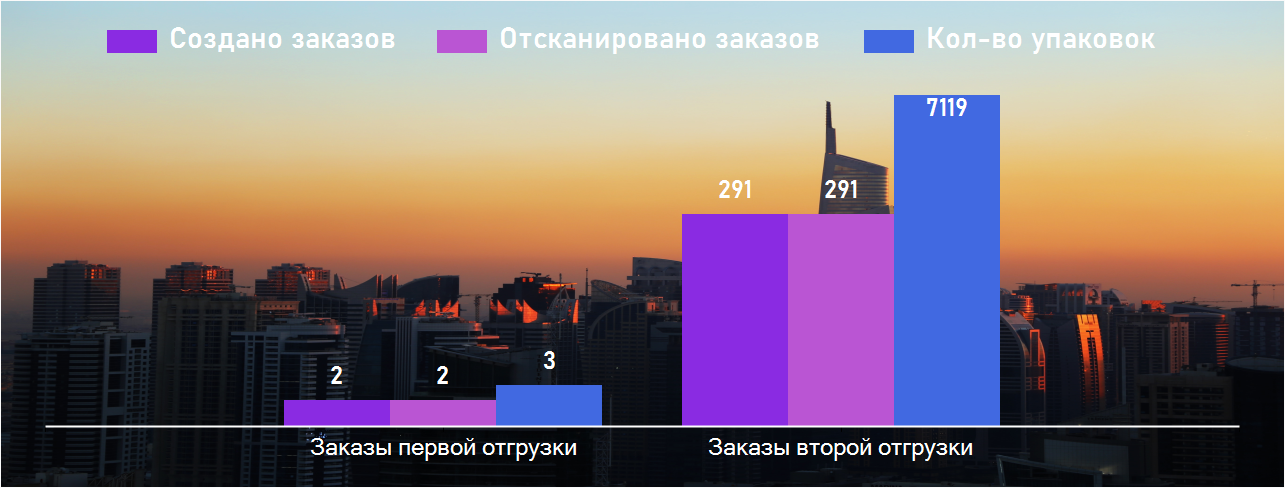 Создано заказов Отсканировано заказов Кол-во упаковок
7119
291 291
3
2 2
Заказы первой отгрузки Заказы второй отгрузки